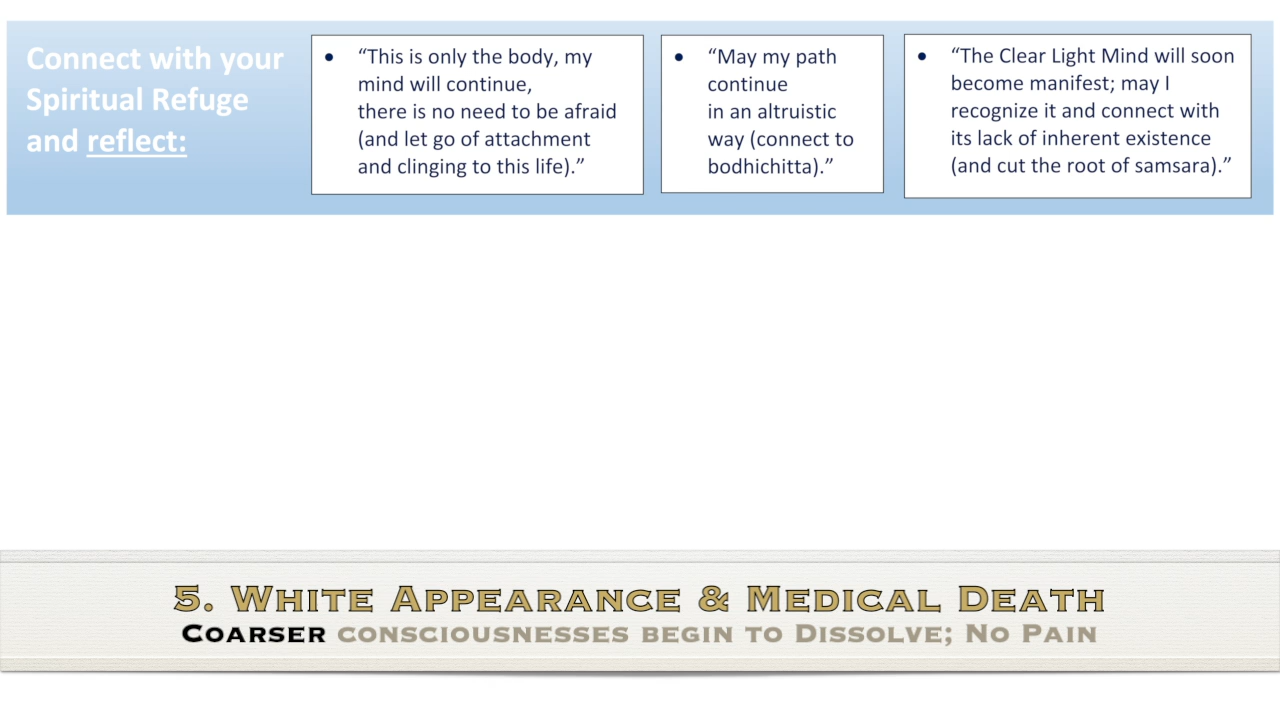 Connect with your
Spiritual Refuge
and reflect:
• “This is only the body, my
mind will continue,
there is no need to be afraid
(and let go of attachment
and clinging to this life).”
• “May my path
continue
in an altruistic
way (connect to
bodhichitta).”
• “The Clear Light Mind will soon
become manifest; may I
recognize it and connect with
its lack of inherent existence
(and cut the root of samsara).”
5. White Appearance & Medical Death
Coarser consciousnesses begin to Dissolve; No Pain